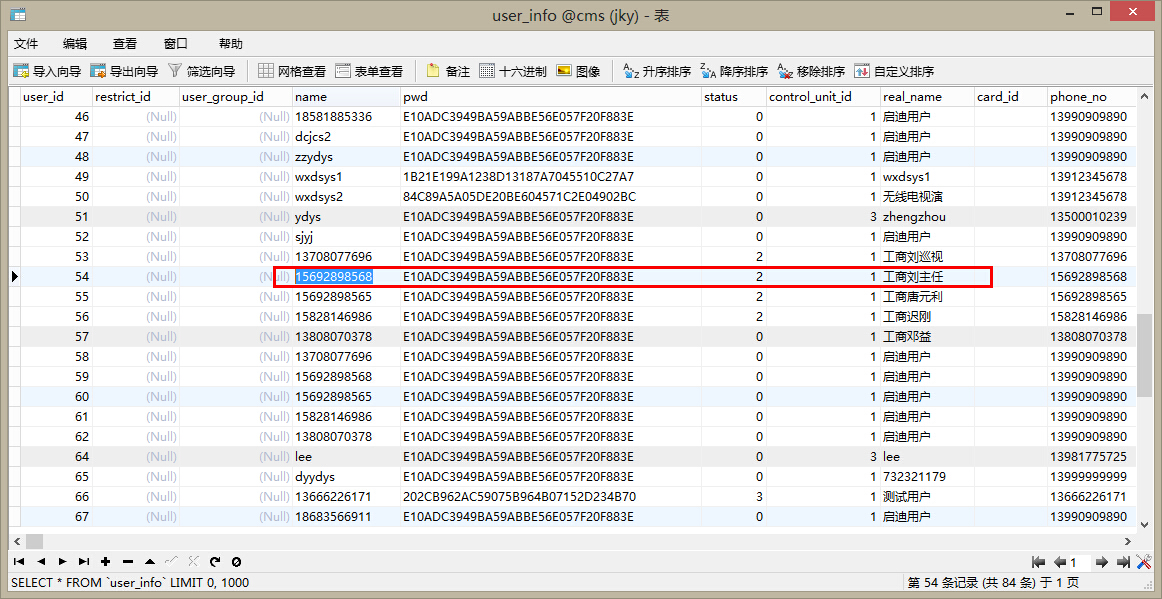 user_info @cms (jky) - 表
文件 编辑 查看 窗口 帮助
导入向导 导出向导 筛选向导 网格查看 表单查看 备注 十六进制 图像 升序排序 降序排序 移除排序 自定义排序
user_id restrict_id user_group_id name pwd status control_unit_id real_name card_id phone_no
46 (Null) (Null) 18581885336 E10ADC3949BA59ABBE56E057F20F883E 0 1 启迪用户 13990909890
47 (Null) (Null) dcjcs2 E10ADC3949BA59ABBE56E057F20F883E 0 1 启迪用户 13990909890
48 (Null) (Null) zzydys E10ADC3949BA59ABBE56E057F20F883E 0 1 启迪用户 13990909890
49 (Null) (Null) wxdsys1 1B21E199A1238D13187A7045510C27A7 0 1 wxdsys1 13912345678
50 (Null) (Null) wxdsys2 84C89A5A05DE20BE604571C2E04902BC 0 1 无线电视演 13912345678
51 (Null) (Null) ydys E10ADC3949BA59ABBE56E057F20F883E 0 3 zhengzhou 13500010239
52 (Null) (Null) sjyj E10ADC3949BA59ABBE56E057F20F883E 0 1 启迪用户 13990909890
53 (Null) (Null) 13708077696 E10ADC3949BA59ABBE56E057F20F883E 2 1 工商刘巡视 13708077696
54 (Null) (Null) 15692898568 E10ADC3949BA59ABBE56E057F20F883E 2 1 工商刘主任 15692898568
55 (Null) (Null) 15692898565 E10ADC3949BA59ABBE56E057F20F883E 2 1 工商唐元利 15692898565
56 (Null) (Null) 15828146986 E10ADC3949BA59ABBE56E057F20F883E 2 1 工商迟刚 15828146986
57 (Null) (Null) 13808070378 E10ADC3949BA59ABBE56E057F20F883E 0 1 工商邓益 13808070378
58 (Null) (Null) 13708077696 E10ADC3949BA59ABBE56E057F20F883E 0 1 启迪用户 13990909890
59 (Null) (Null) 15692898568 E10ADC3949BA59ABBE56E057F20F883E 0 1 启迪用户 13990909890
60 (Null) (Null) 15692898565 E10ADC3949BA59ABBE56E057F20F883E 0 1 启迪用户 13990909890
61 (Null) (Null) 15828146986 E10ADC3949BA59ABBE56E057F20F883E 0 1 启迪用户 13990909890
62 (Null) (Null) 13808070378 E10ADC3949BA59ABBE56E057F20F883E 0 1 启迪用户 13990909890
64 (Null) (Null) lee E10ADC3949BA59ABBE56E057F20F883E 0 3 lee 13981775725
65 (Null) (Null) dyydys E10ADC3949BA59ABBE56E057F20F883E 0 1 732321179 13999999999
66 (Null) (Null) 13666226171 202CB962AC59075B964B07152D234B70 3 1 测试用户 13666226171
67 (Null) (Null) 18683566911 E10ADC3949BA59ABBE56E057F20F883E 0 1 启迪用户 13990909890
1
SELECT * FROM `user_info` LIMIT 0, 1000 第 54 条记录 (共 84 条) 于 1 页